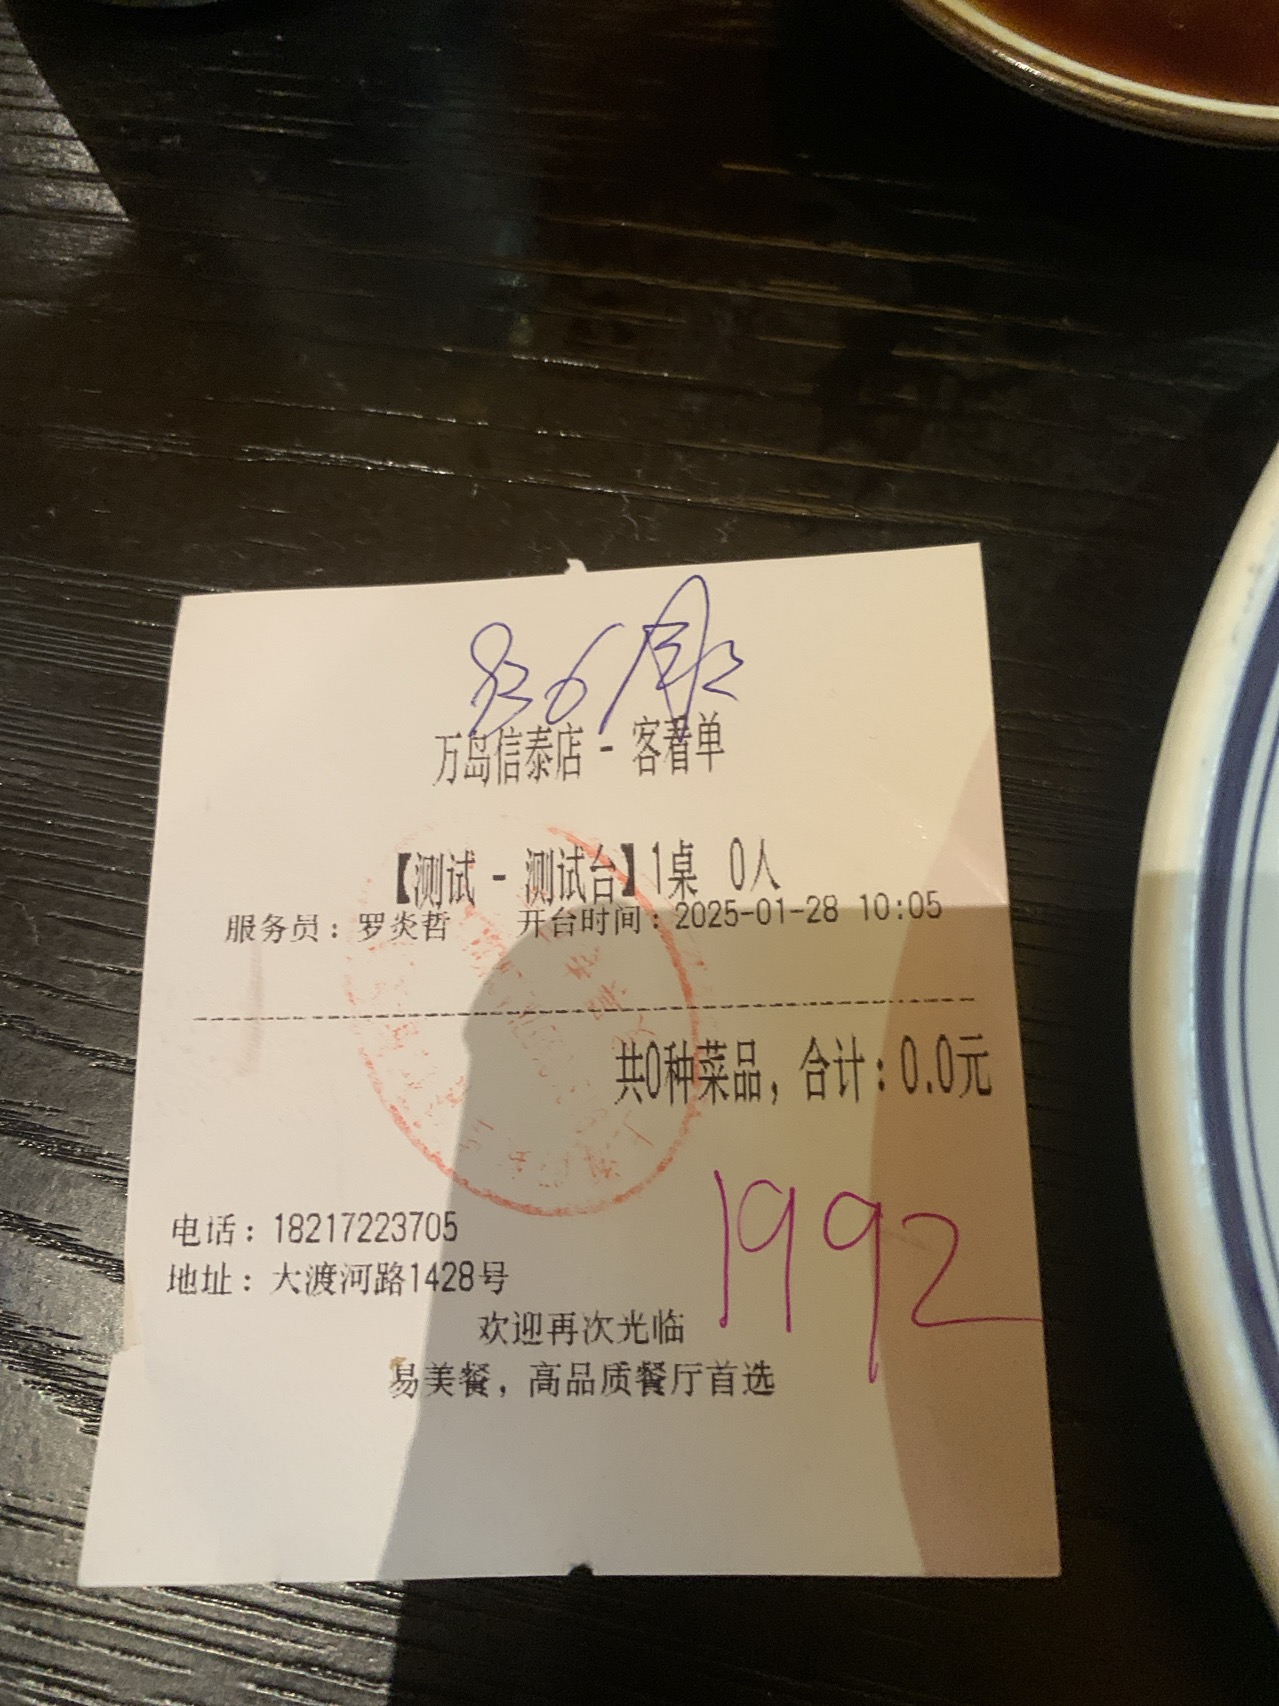 万岛信泰店 - 客看单
【测试 - 测试台】1桌 0人
服务员：罗炎哲 开台时间：2025-01-28 10:05
共0种菜品，合计：0.0元
1992
电话：18217223705
地址：大渡河路1428号
欢迎再次光临
易美餐，高品质餐厅首选